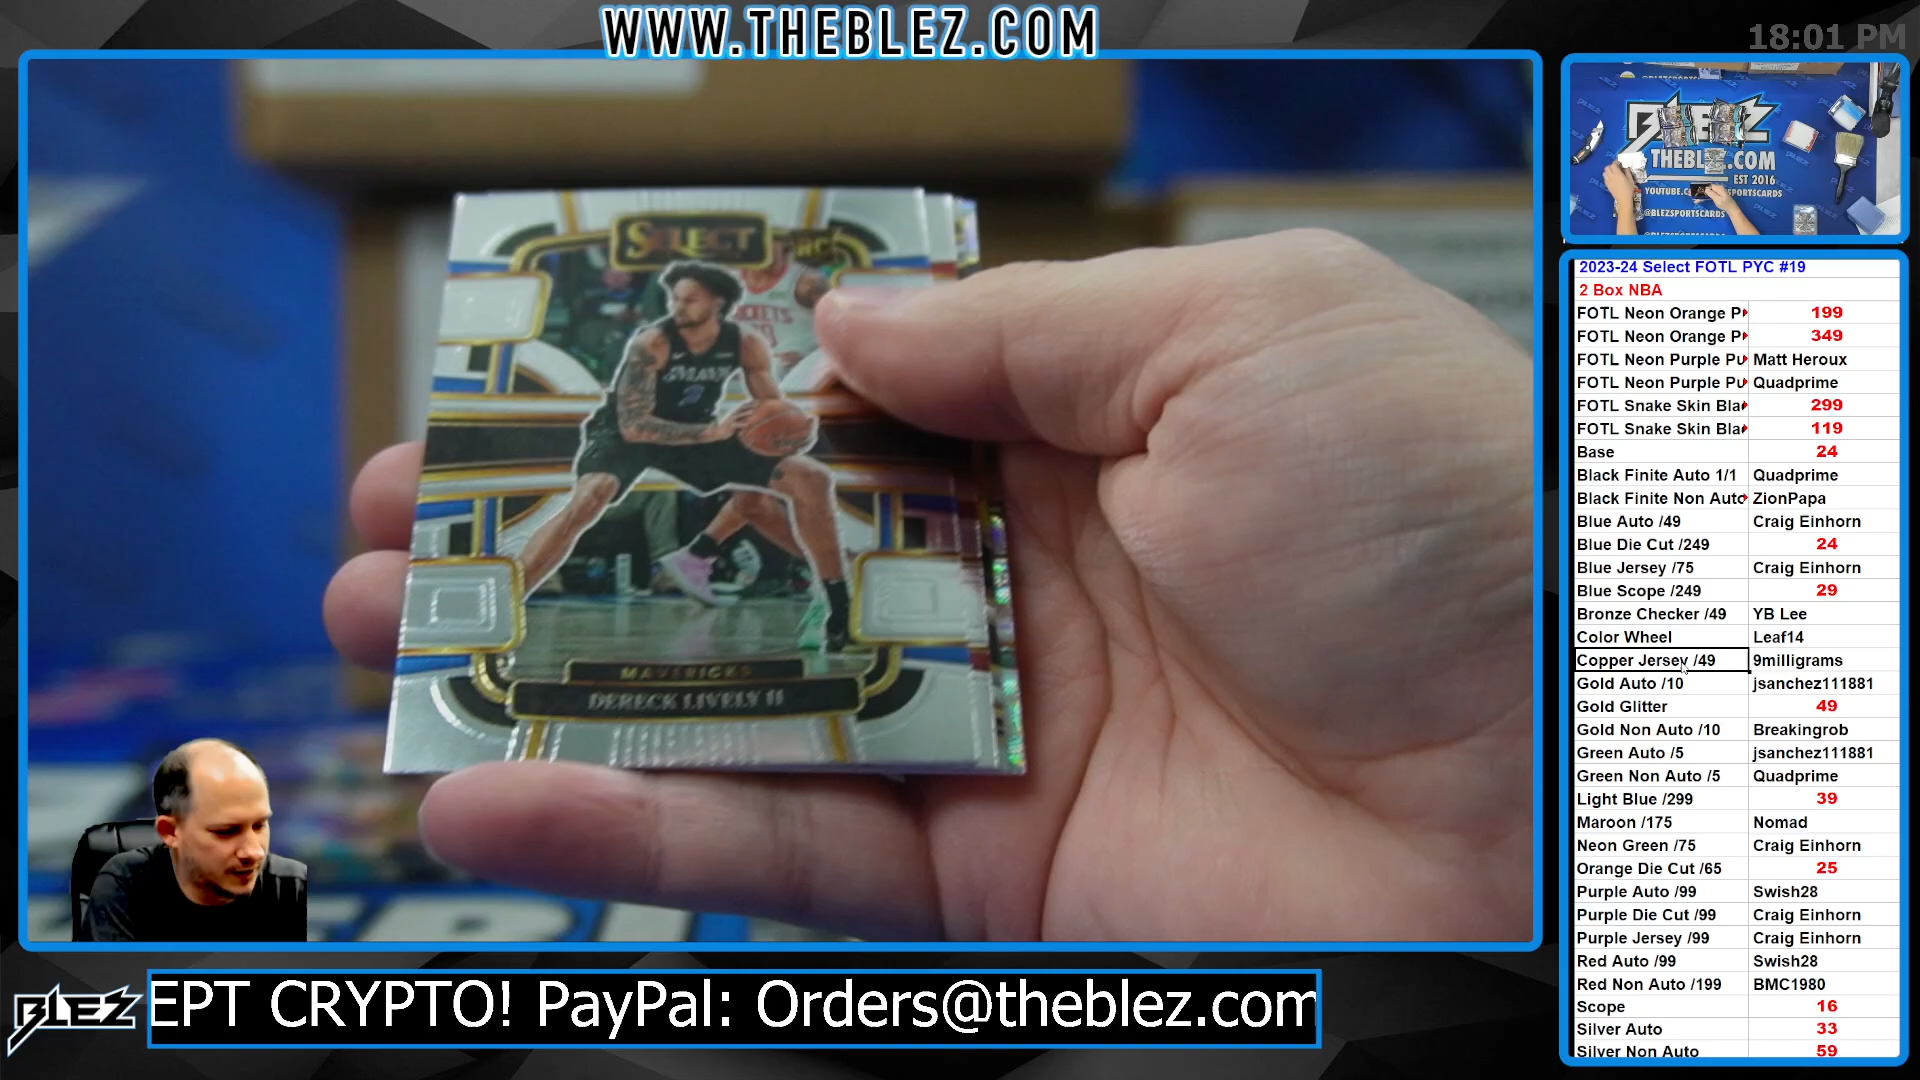 WWW.THEBLEZ.COM
18:01 PM
SELECT
RC
MAVERICKS
DERECK LIVELY II
BLEZ
THEBLEZ.COM
EST 2016
@BLEZSPORTSCARDS
2023-24 Select FOTL PYC #19
2 Box NBA
FOTL Neon Orange P 199
FOTL Neon Orange P 349
FOTL Neon Purple Pu Matt Heroux
FOTL Neon Purple Pu Quadprime
FOTL Snake Skin Bla 299
FOTL Snake Skin Bla 119
Base 24
Black Finite Auto 1/1 Quadprime
Black Finite Non Auto ZionPapa
Blue Auto /49 Craig Einhorn
Blue Die Cut /249 24
Blue Jersey /75 Craig Einhorn
Blue Scope /249 29
Bronze Checker /49 YB Lee
Color Wheel Leaf14
Copper Jersey /49 9milligrams
Gold Auto /10 jsanchez111881
Gold Glitter 49
Gold Non Auto /10 Breakingrob
Green Auto /5 jsanchez111881
Green Non Auto /5 Quadprime
Light Blue /299 39
Maroon /175 Nomad
Neon Green /75 Craig Einhorn
Orange Die Cut /65 25
Purple Auto /99 Swish28
Purple Die Cut /99 Craig Einhorn
Purple Jersey /99 Craig Einhorn
Red Auto /99 Swish28
Red Non Auto /199 BMC1980
Scope 16
Silver Auto 33
Silver Non Auto 59
BLEZ
EPT CRYPTO! PayPal: Orders@theblez.com